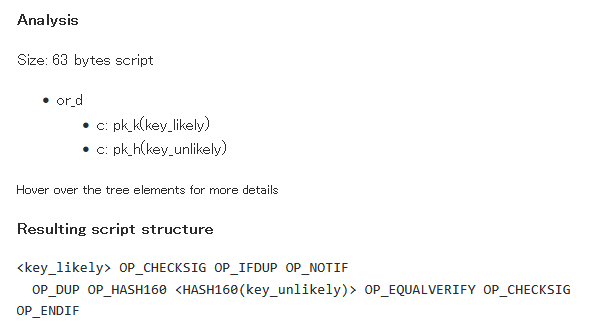 Analysis
Size: 63 bytes script
• or_d
• c: pk_k(key_likely)
• c: pk_h(key_unlikely)
Hover over the tree elements for more details
Resulting script structure
<key_likely> OP_CHECKSIG OP_IFDUP OP_NOTIF
  OP_DUP OP_HASH160 <HASH160(key_unlikely)> OP_EQUALVERIFY OP_CHECKSIG
OP_ENDIF